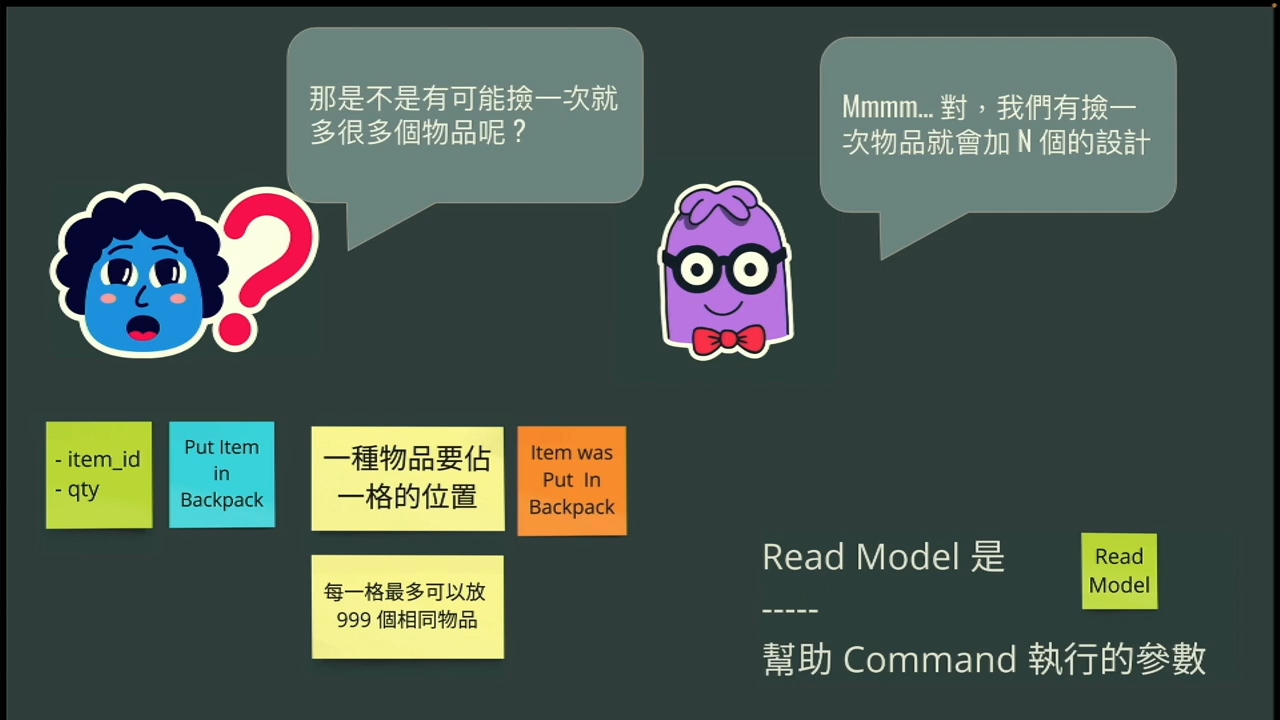 那是不是有可能撿一次就
多很多個物品呢？
Mmmm... 對，我們有撿一
次物品就會加 N 個的設計
- item_id
- qty
Put Item
in
Backpack
一種物品要佔
一格的位置
Item was
Put In
Backpack
每一格最多可以放
999 個相同物品
Read Model 是
-----
幫助 Command 執行的參數
Read
Model